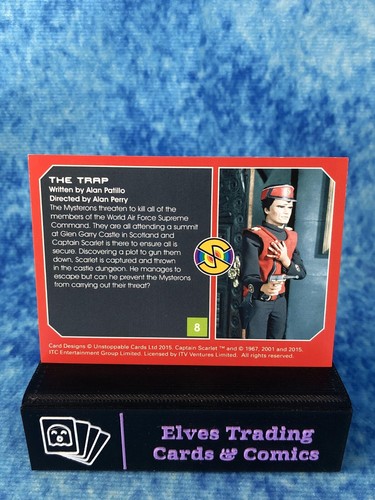 THE TRAP
Written by Alan Patillo
Directed by Alan Perry
The Mysterons threaten to kill all of the
members of the World Air Force Supreme
Command. They are all attending a summit
at Glen Garry Castle in Scotland and
Captain Scarlet is there to ensure all is
secure. Discovering a plot to gun them
down, Scarlet is captured and thrown
in the castle dungeon. He manages to
escape but can he prevent the Mysterons
from carrying out their threat?
8
Card Designs © Unstoppable Cards Ltd 2015. Captain Scarlet ™ and © 1967, 2001 and 2015.
ITC Entertainment Group Limited. Licensed by ITV Ventures Limited. All rights reserved.
Elves Trading
Cards & Comics